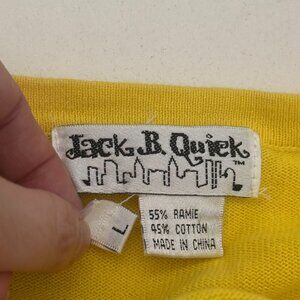 Jack B. Quick
TM
L
55% RAMIE
45% COTTON
MADE IN CHINA